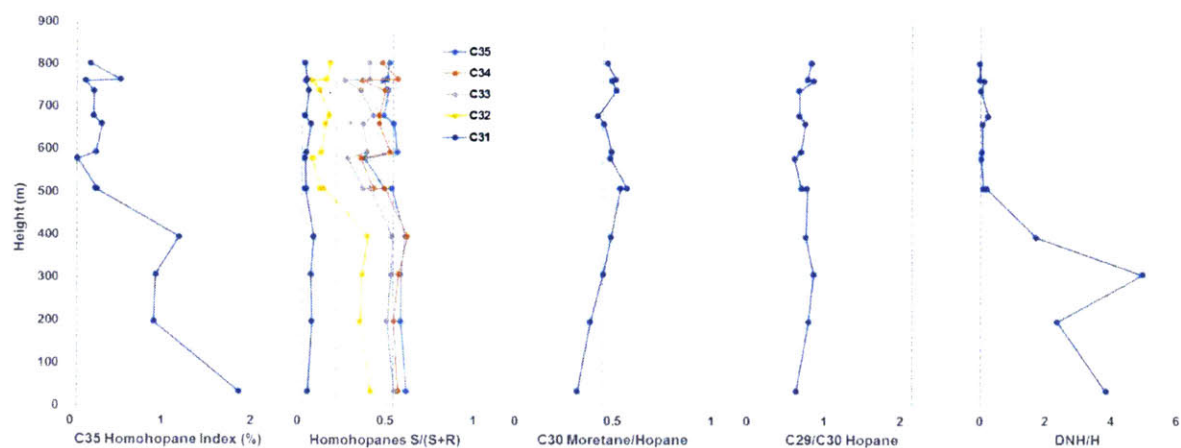 900
800
700
600
500
400
300
200
100
0
Height (m)
C35
C34
C33
C32
C31
0 1 2 0 0.5 1 0 0.5 1 0 1 2 0 2 4 6
C35 Homohopane Index (%) Homohopanes S/(S+R) C30 Moretane/Hopane C29/C30 Hopane DNH/H